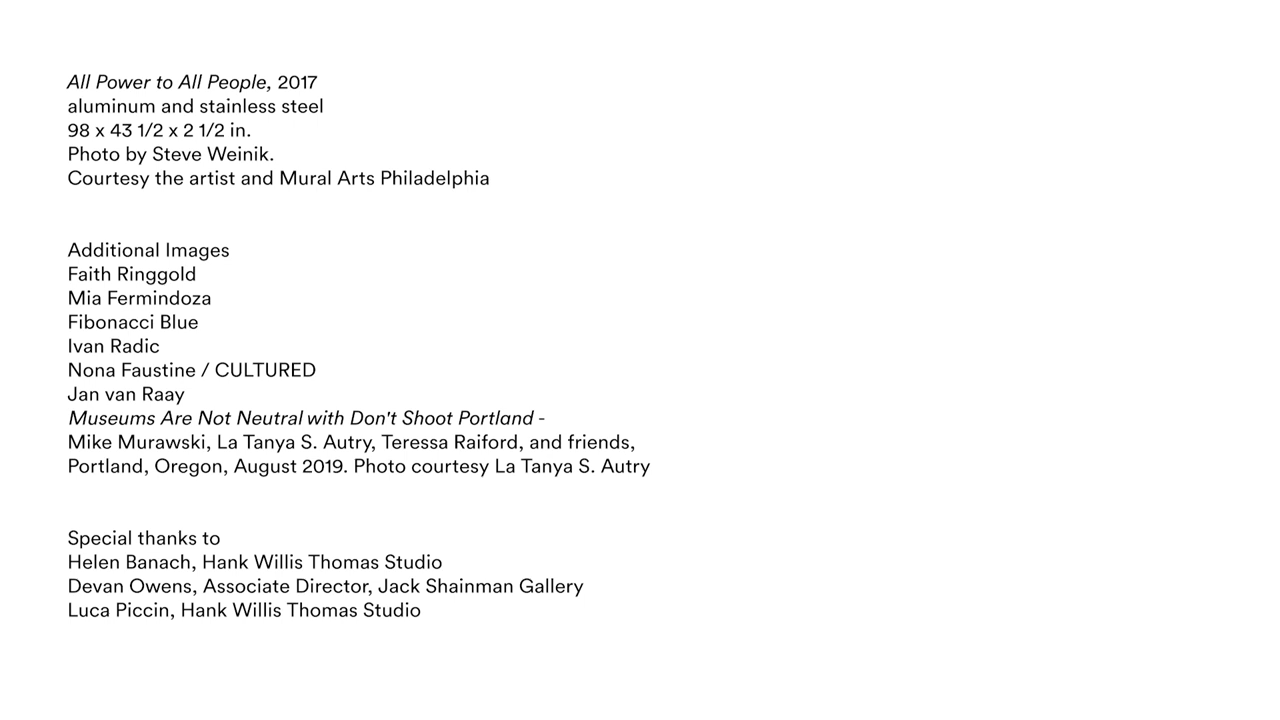 All Power to All People, 2017
aluminum and stainless steel
98 x 43 1/2 x 2 1/2 in.
Photo by Steve Weinik.
Courtesy the artist and Mural Arts Philadelphia
Additional Images
Faith Ringgold
Mia Fermindoza
Fibonacci Blue
Ivan Radic
Nona Faustine / CULTURED
Jan van Raay
Museums Are Not Neutral with Don't Shoot Portland -
Mike Murawski, La Tanya S. Autry, Teressa Raiford, and friends,
Portland, Oregon, August 2019. Photo courtesy La Tanya S. Autry
Special thanks to
Helen Banach, Hank Willis Thomas Studio
Devan Owens, Associate Director, Jack Shainman Gallery
Luca Piccin, Hank Willis Thomas Studio